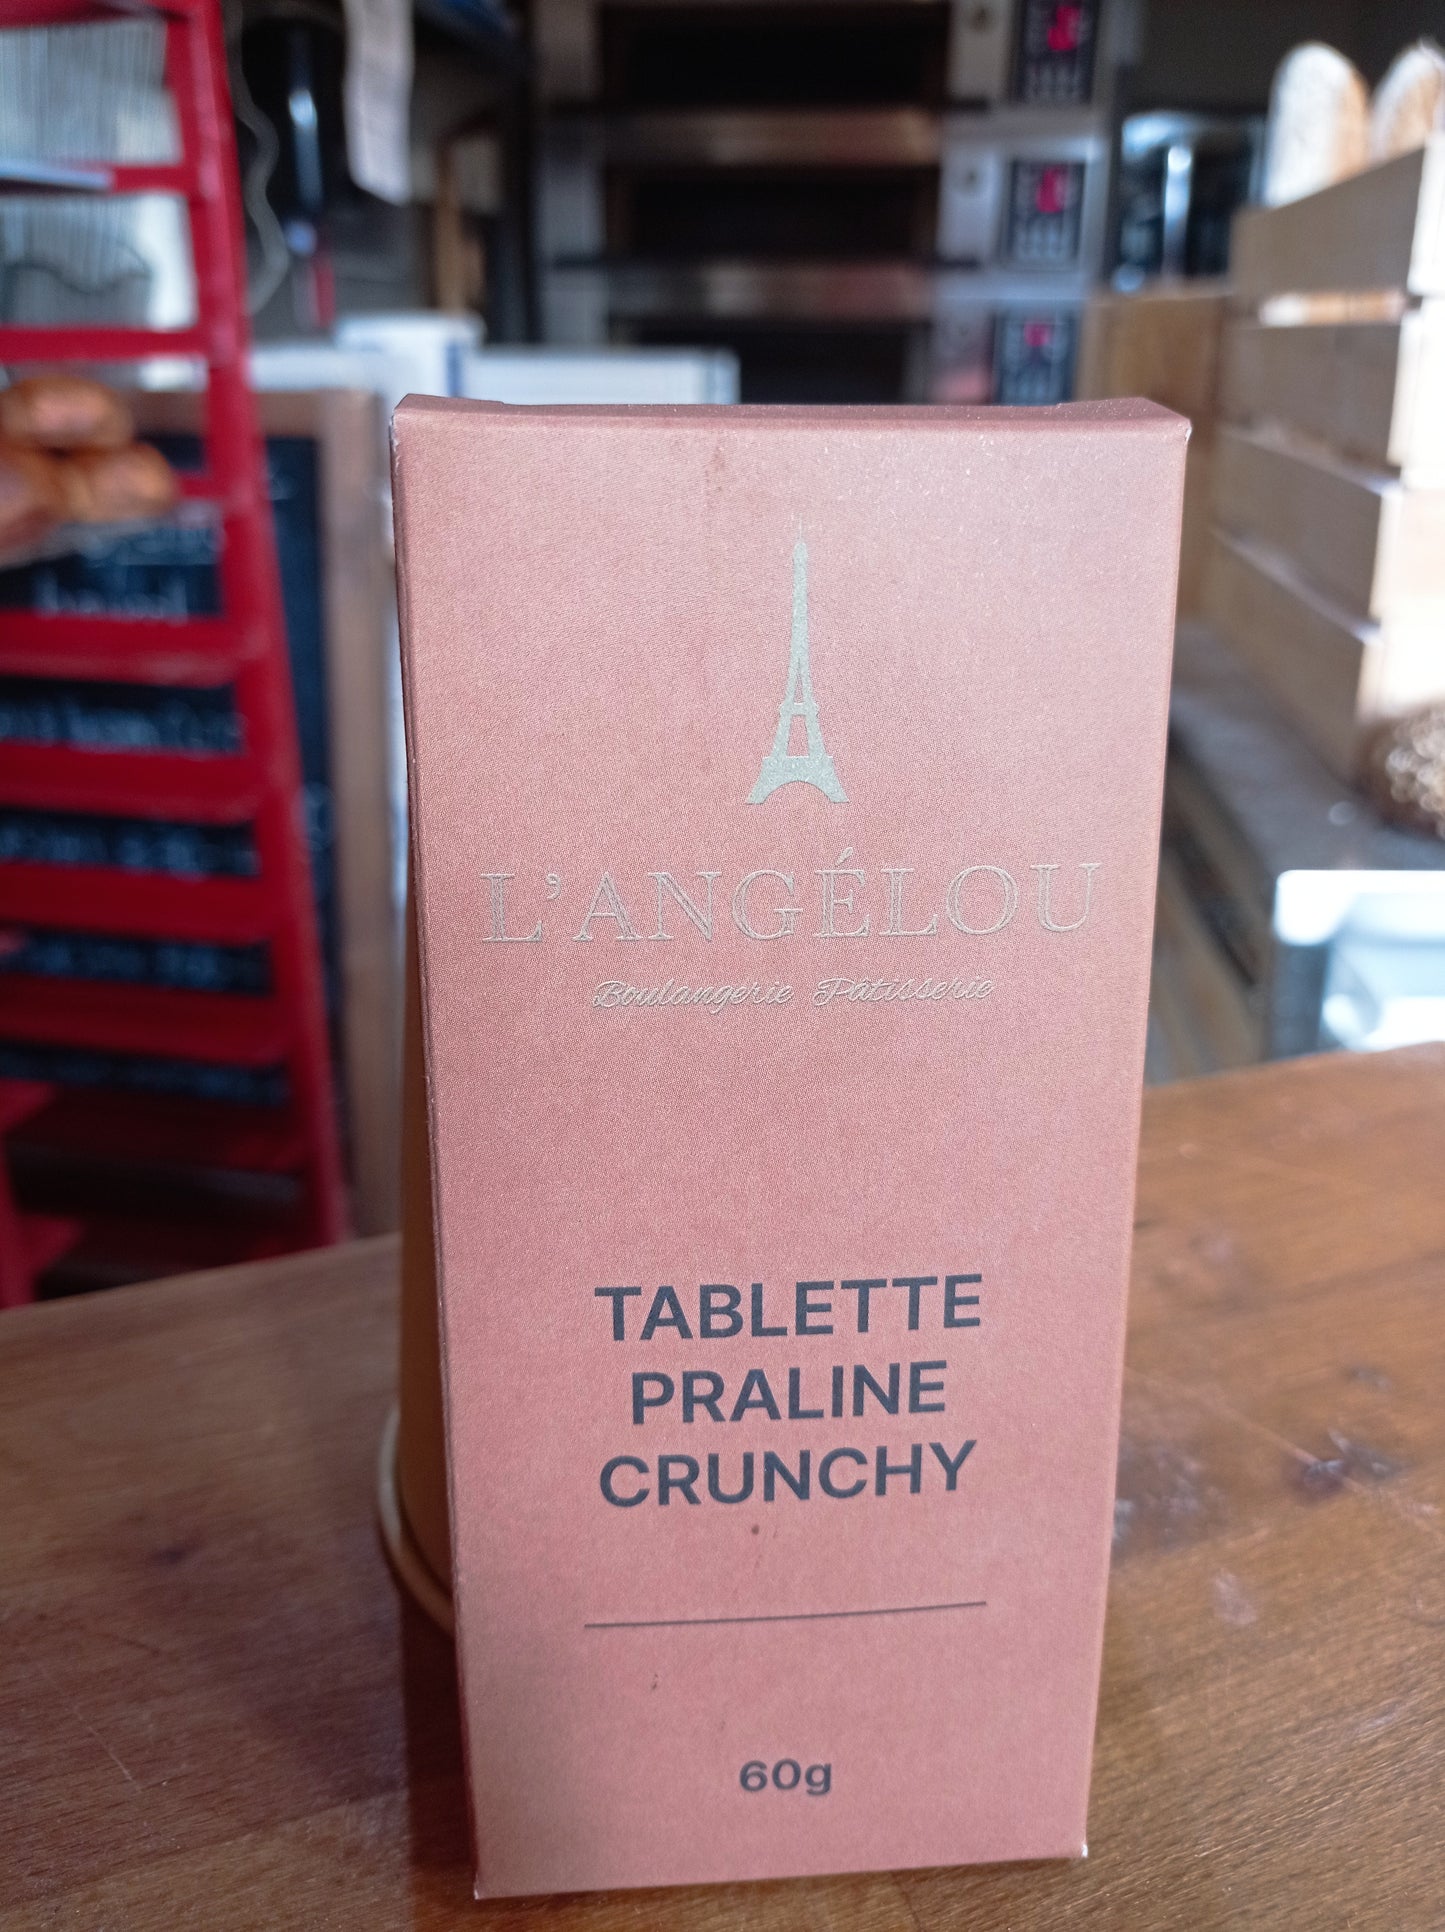 L'ANGÉLOU
Boulangerie Pâtisserie
TABLETTE
PRALINE
CRUNCHY
60g